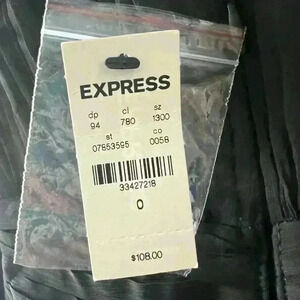 EXPRESS
dp cl sz
94 780 1300
st co
07853595 0058
33427218
0
$108.00